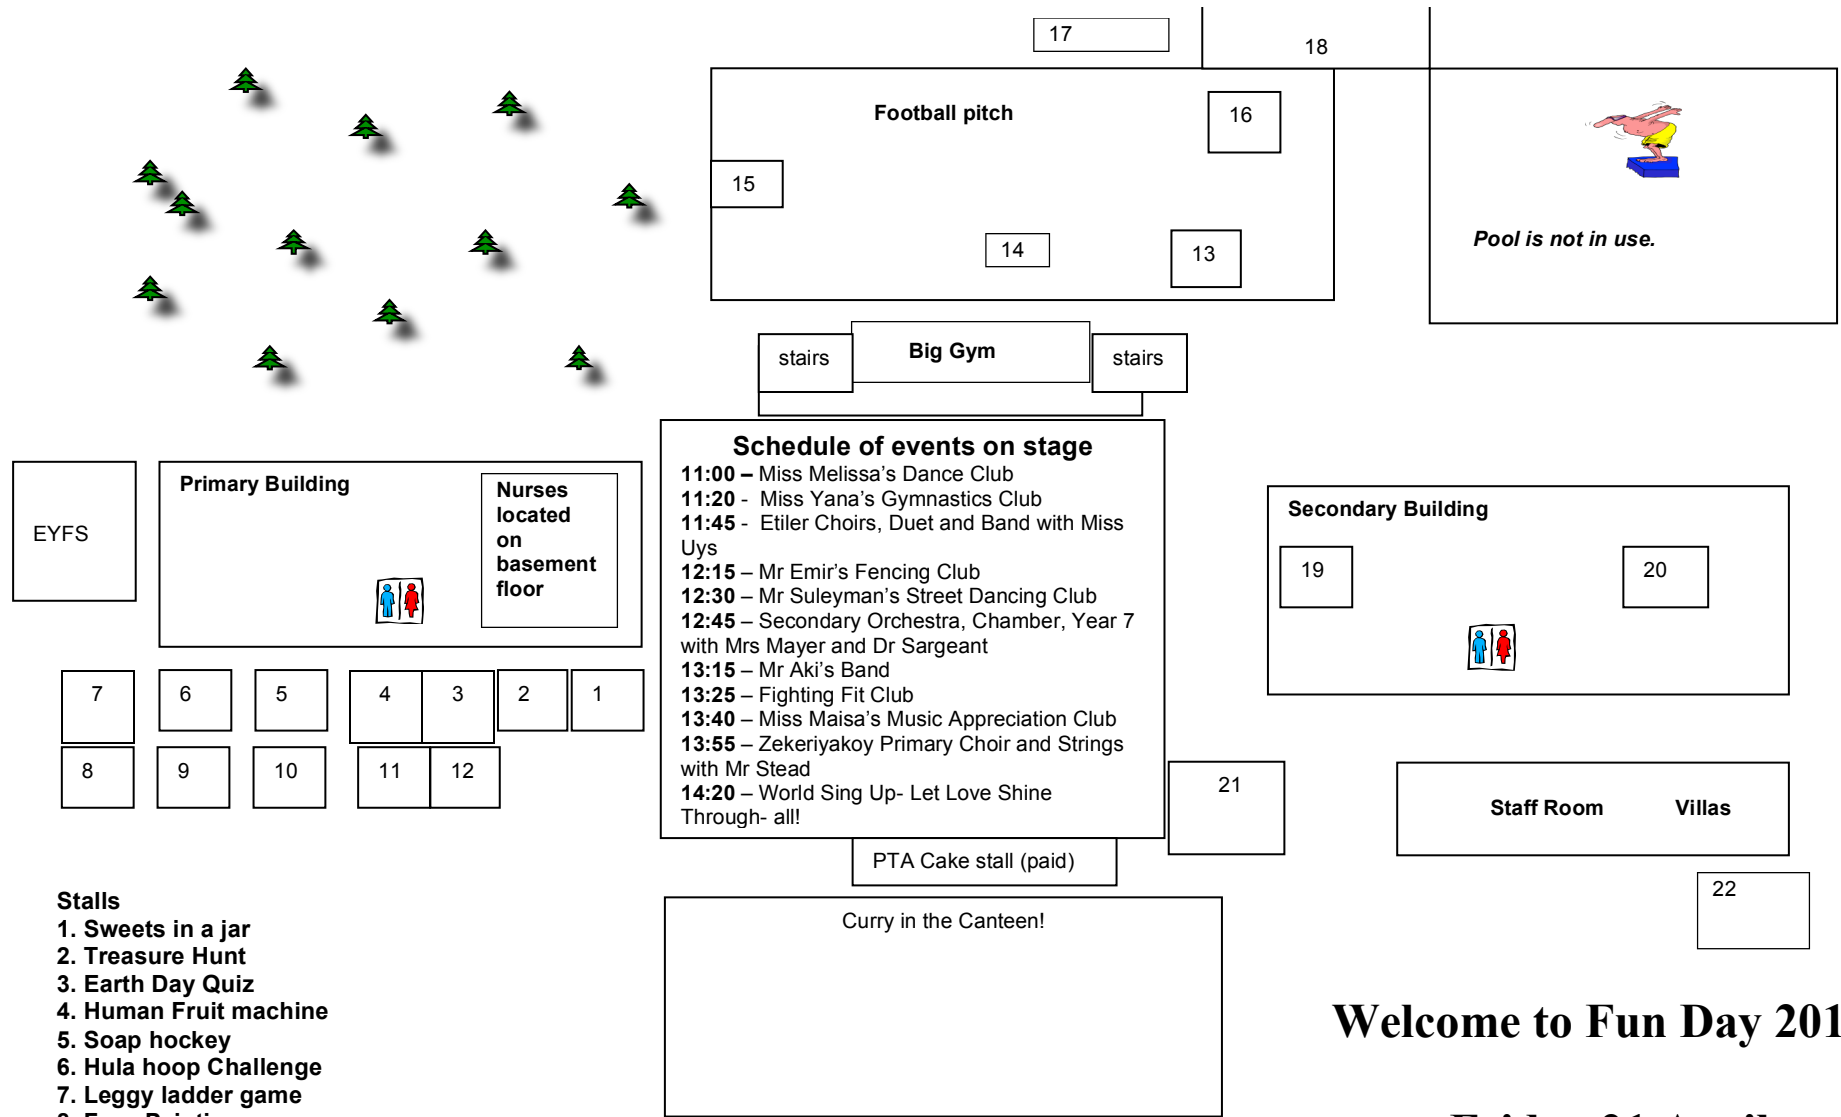 17
18
Football pitch
16
15
14
13
Pool is not in use.
stairs
Big Gym
stairs
EYFS
Primary Building
Nurses
located
on
basement
floor
Schedule of events on stage
11:00 – Miss Melissa's Dance Club
11:20 - Miss Yana's Gymnastics Club
11:45 - Etiler Choirs, Duet and Band with Miss
Uys
12:15 – Mr Emir's Fencing Club
12:30 – Mr Suleyman's Street Dancing Club
12:45 – Secondary Orchestra, Chamber, Year 7
with Mrs Mayer and Dr Sargeant
13:15 – Mr Aki's Band
13:25 – Fighting Fit Club
13:40 – Miss Maisa's Music Appreciation Club
13:55 – Zekeriyakoy Primary Choir and Strings
with Mr Stead
14:20 – World Sing Up- Let Love Shine
Through- all!
Secondary Building
19
20
7
6
5
4
3
2
1
8
9
10
11
12
21
Staff Room Villas
22
PTA Cake stall (paid)
Curry in the Canteen!
Stalls
1. Sweets in a jar
2. Treasure Hunt
3. Earth Day Quiz
4. Human Fruit machine
5. Soap hockey
6. Hula hoop Challenge
7. Leggy ladder game
Welcome to Fun Day 201